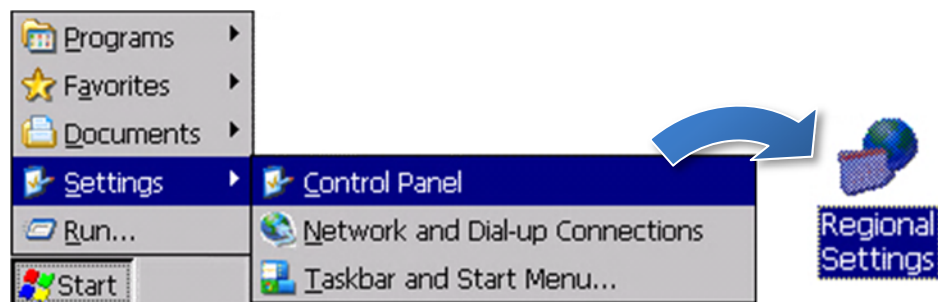 Programs
Favorites
Documents
Settings
Run...
Start
Control Panel
Network and Dial-up Connections
Taskbar and Start Menu...
Regional
Settings